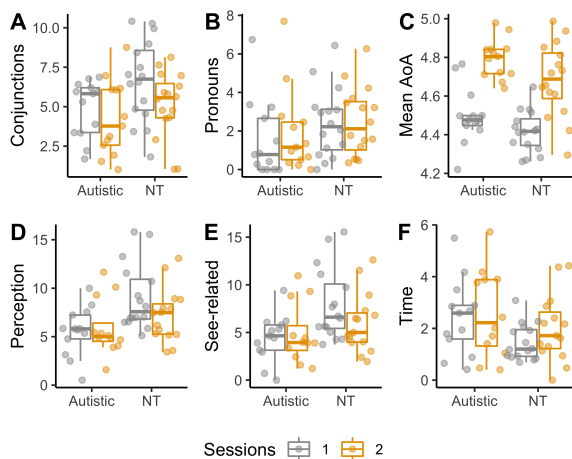 A
Conjunctions
10.0
7.5
5.0
2.5
Autistic NT
B
Pronouns
8
6
4
2
0
Autistic NT
C
Mean AoA
5.0
4.8
4.6
4.4
4.2
Autistic NT
D
Perception
15
10
5
0
Autistic NT
E
See-related
15
10
5
0
Autistic NT
F
Time
6
4
2
0
Autistic NT
Sessions 1 2